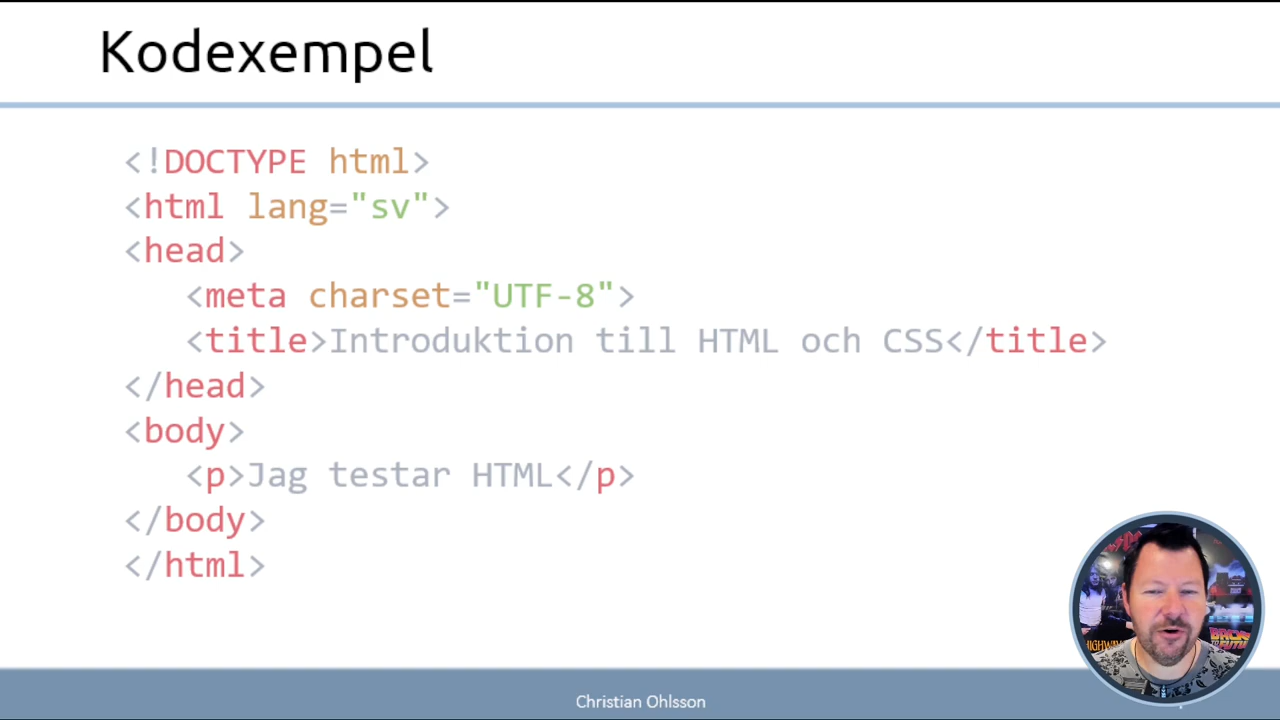 Kodexempel
<!DOCTYPE html>
<html lang="sv">
<head>
<meta charset="UTF-8">
<title>Introduktion till HTML och CSS</title>
</head>
<body>
<p>Jag testar HTML</p>
</body>
</html>
BACK
Christian Ohlsson